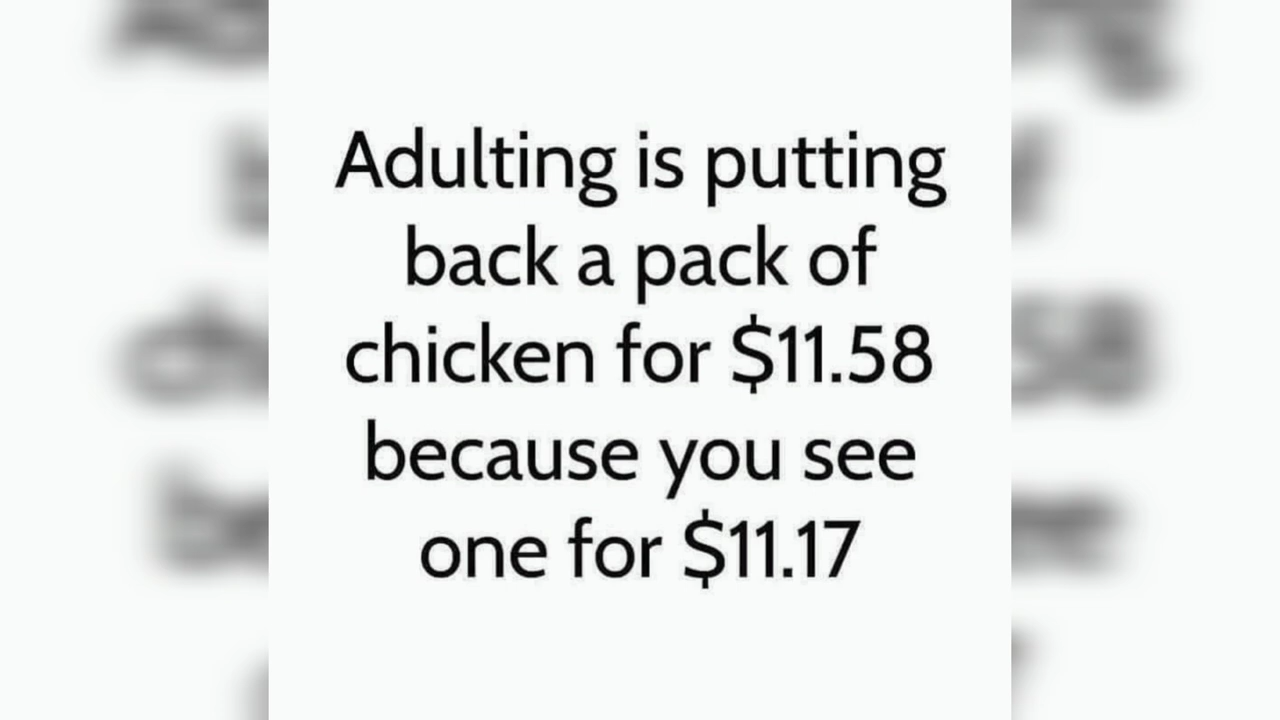 Adulting is putting
back a pack of
chicken for $11.58
because you see
one for $11.17